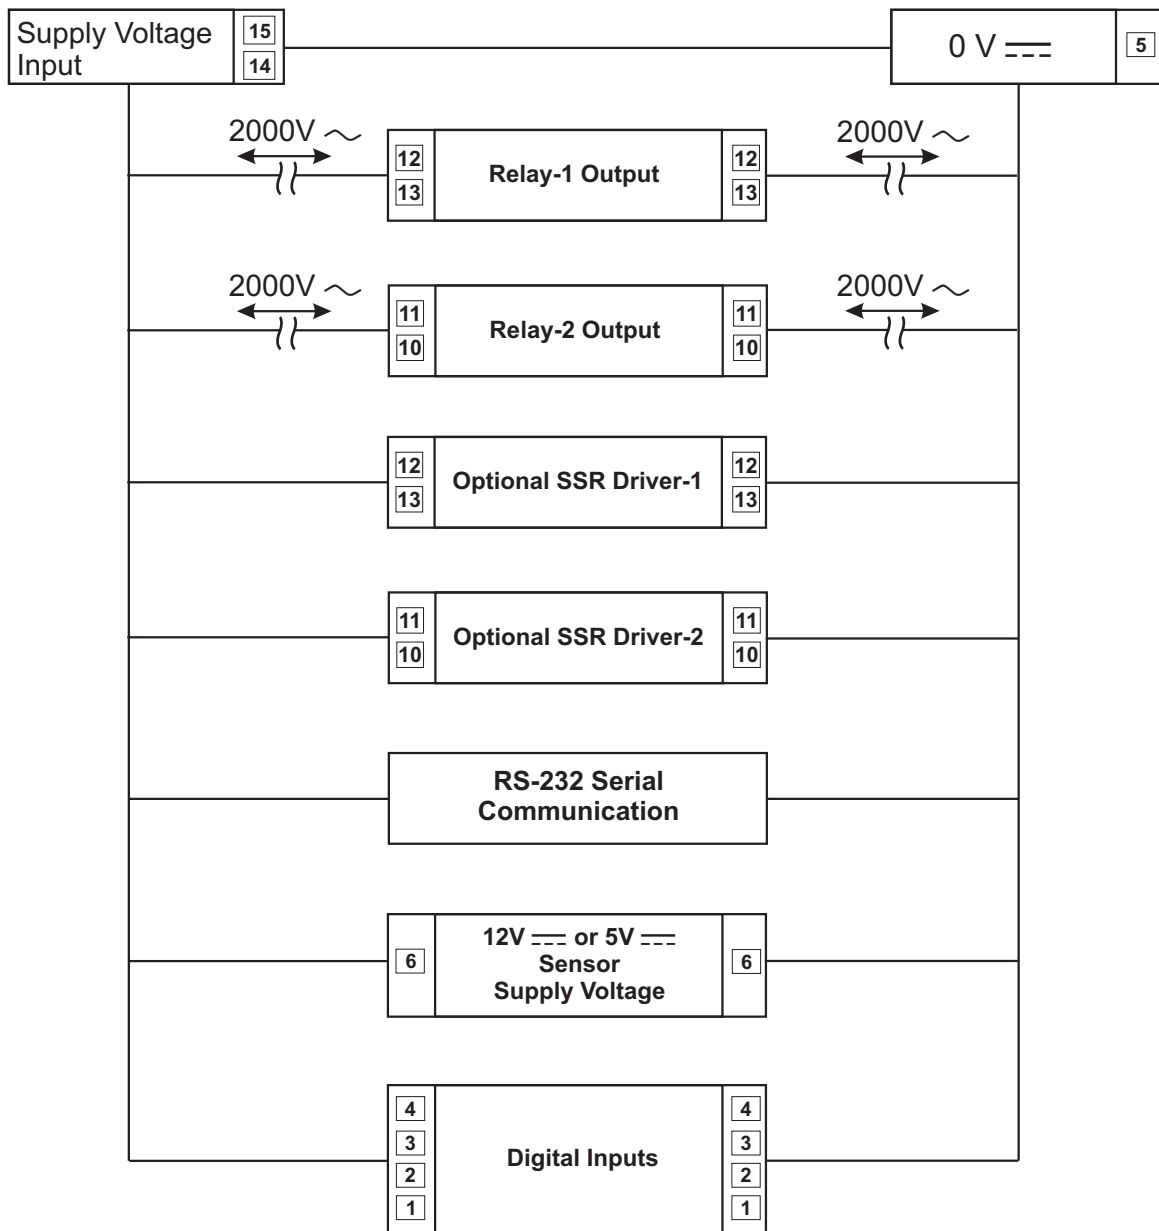 Supply Voltage
Input
15
14
0 V
5
2000V ~
12
13
Relay-1 Output
12
13
2000V ~
2000V ~
11
10
Relay-2 Output
11
10
2000V ~
12
13
Optional SSR Driver-1
12
13
11
10
Optional SSR Driver-2
11
10
RS-232 Serial
Communication
6
12V or 5V
Sensor
Supply Voltage
6
4
3
2
1
Digital Inputs
4
3
2
1